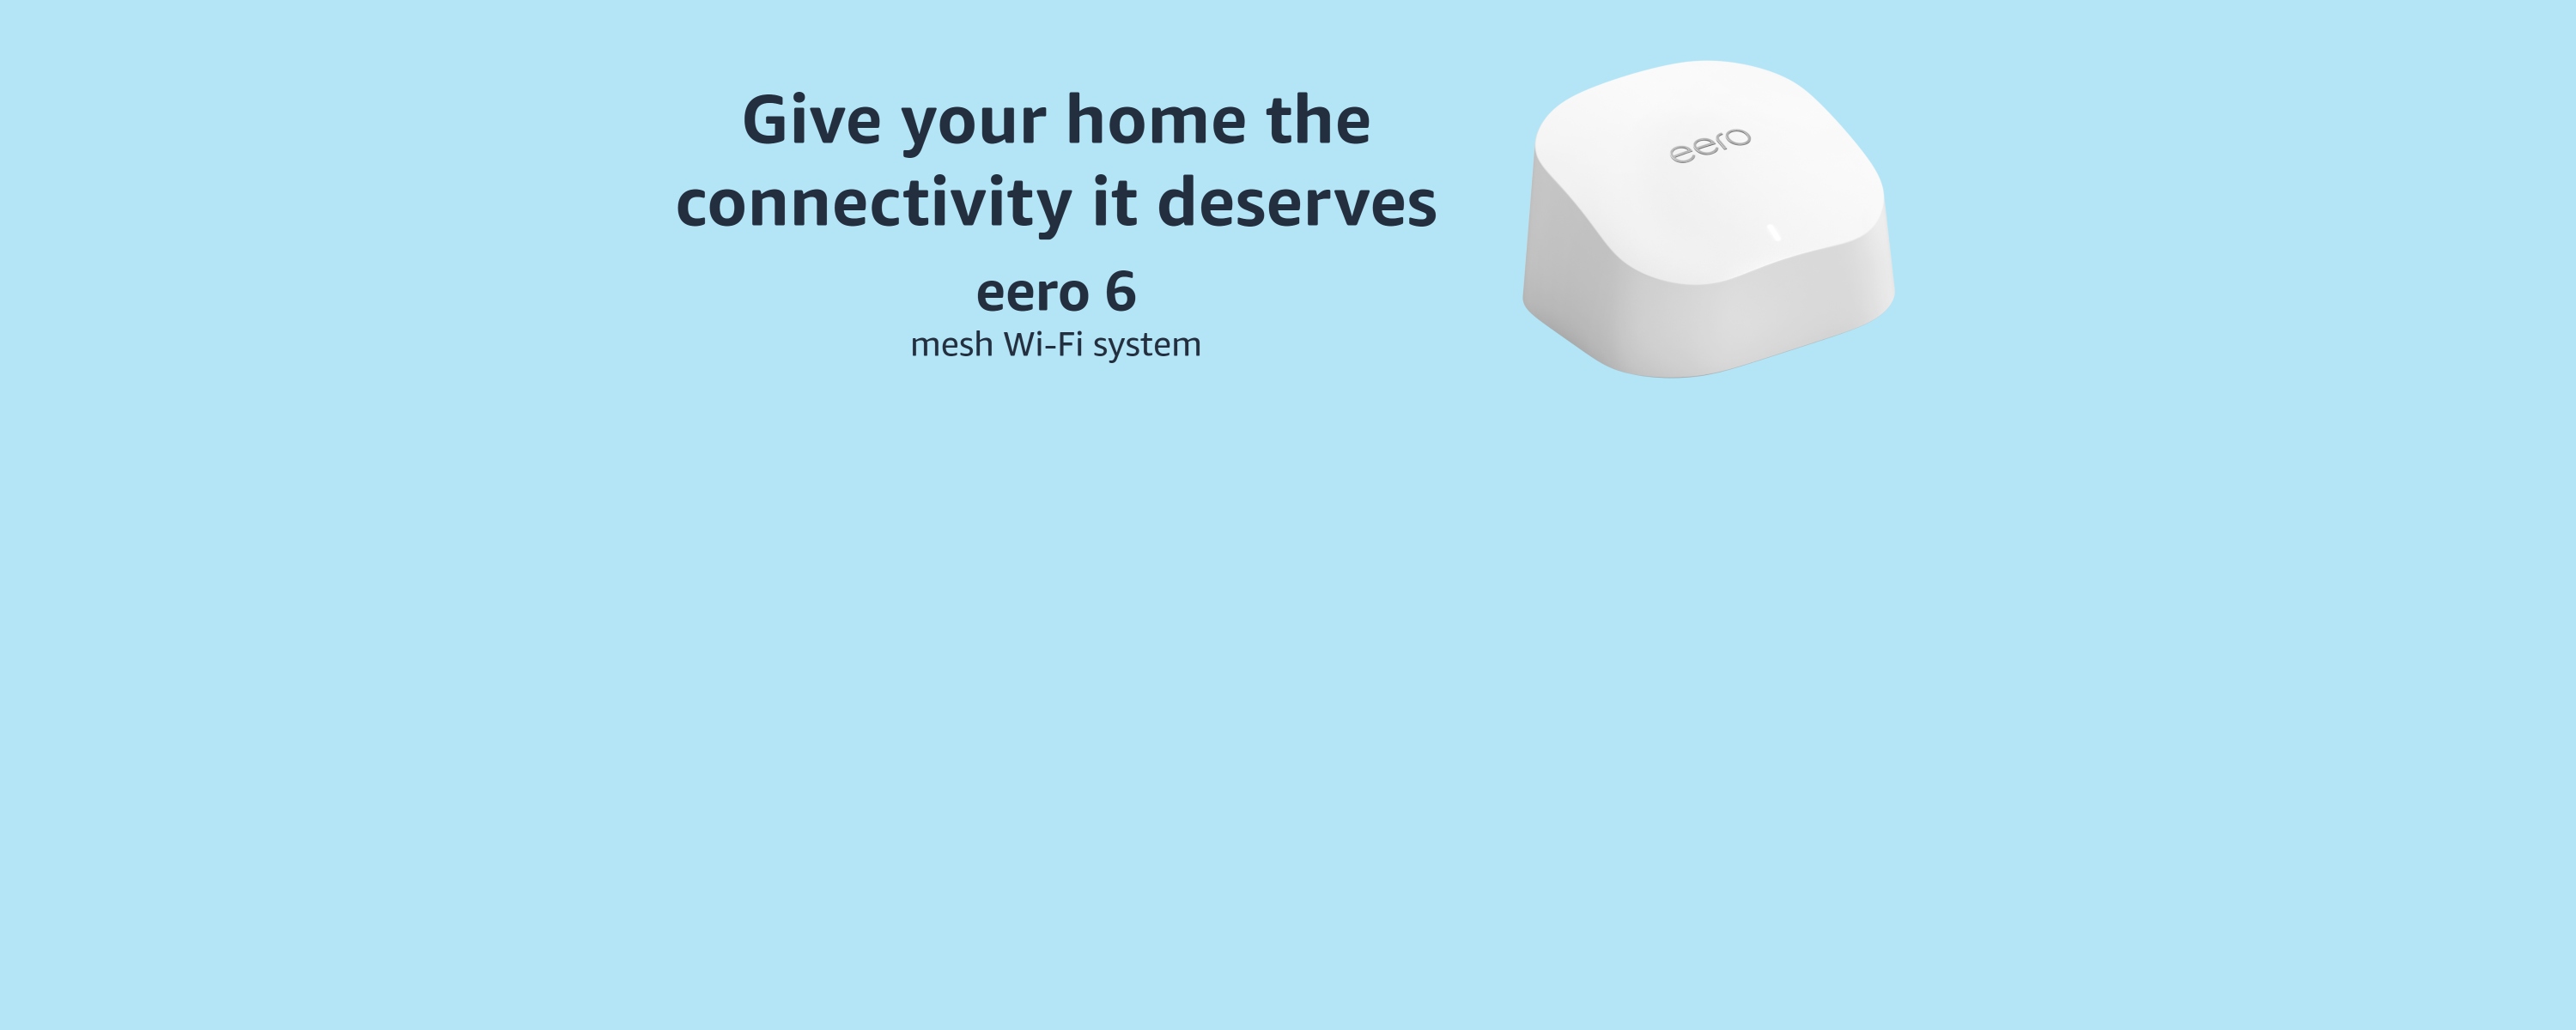 Give your home the
connectivity it deserves
eero 6
mesh Wi-Fi system
eero